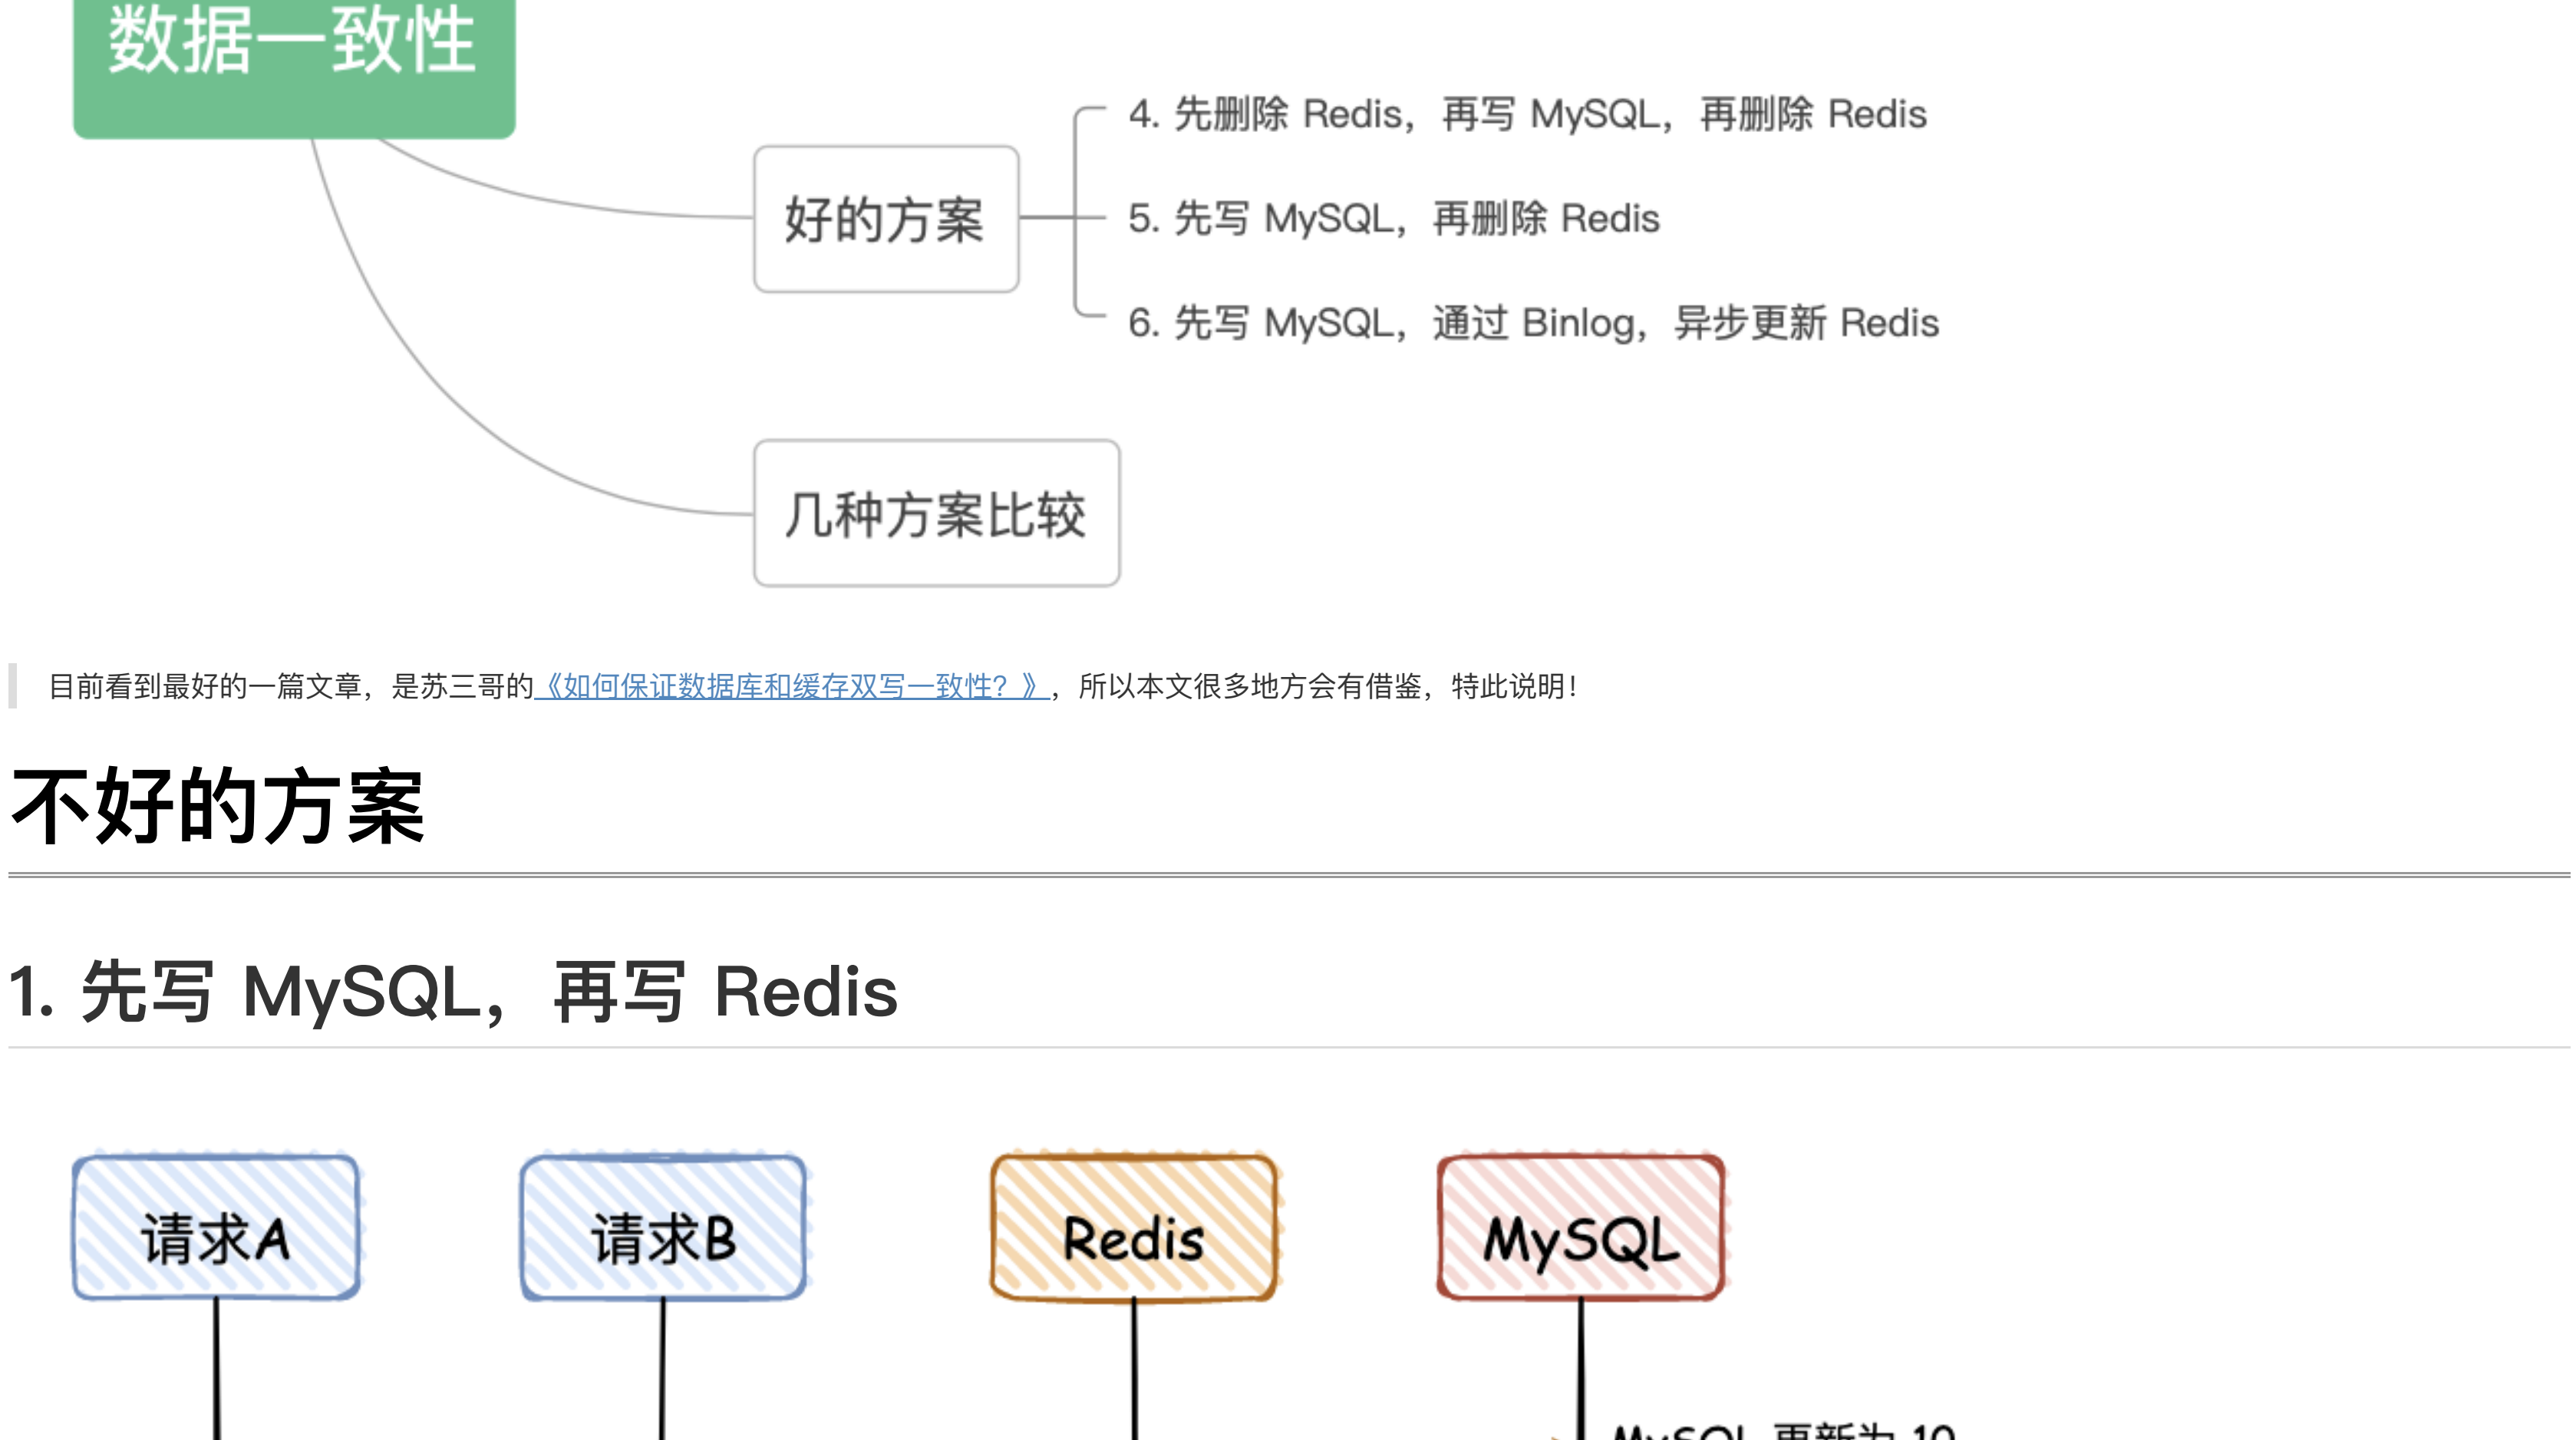 数据一致性
好的方案
4. 先删除 Redis，再写 MySQL，再删除 Redis
5. 先写 MySQL，再删除 Redis
6. 先写 MySQL，通过 Binlog，异步更新 Redis
几种方案比较
目前看到最好的一篇文章，是苏三哥的《如何保证数据库和缓存双写一致性？》，所以本文很多地方会有借鉴，特此说明！
不好的方案
1. 先写 MySQL，再写 Redis
请求A
请求B
Redis
MySQL
MySQL 更新为 10